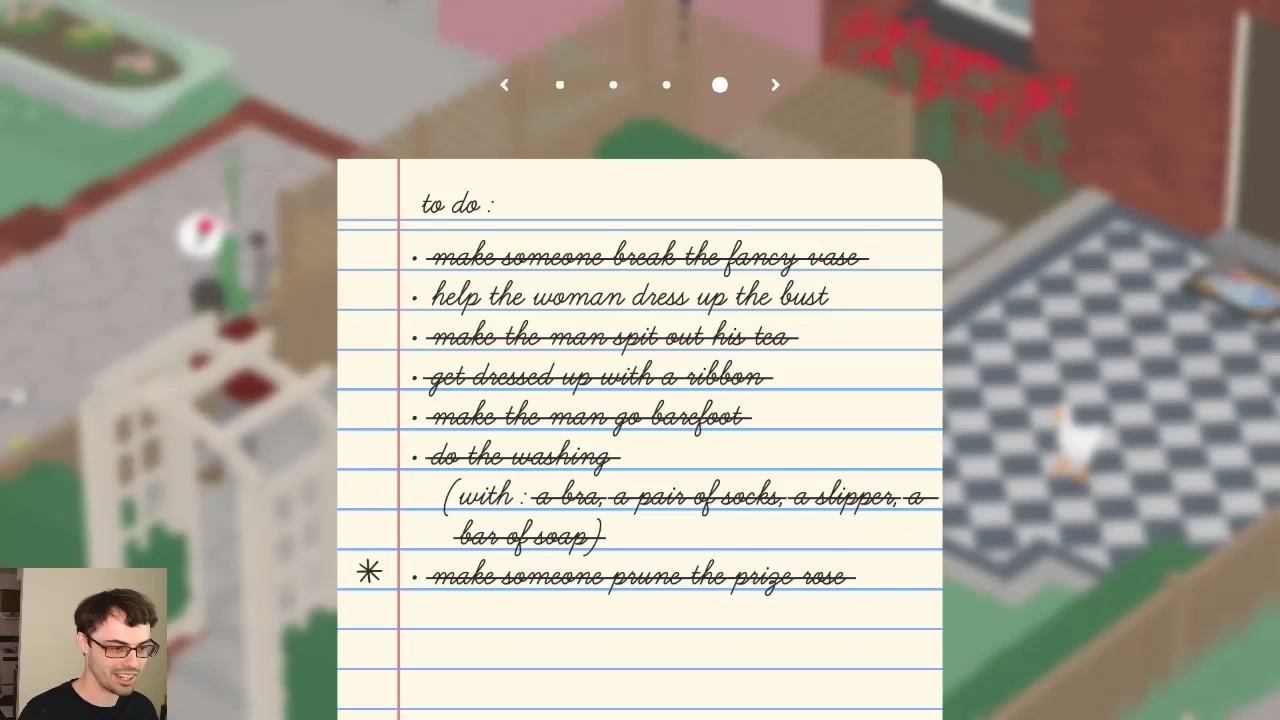 to do :
• make someone break the fancy vase
• help the woman dress up the bust
• make the man spit out his tea
• get dressed up with a ribbon
• make the man go barefoot
• do the washing
(with : a bra, a pair of socks, a slipper, a
bar of soap)
• make someone prune the prize rose